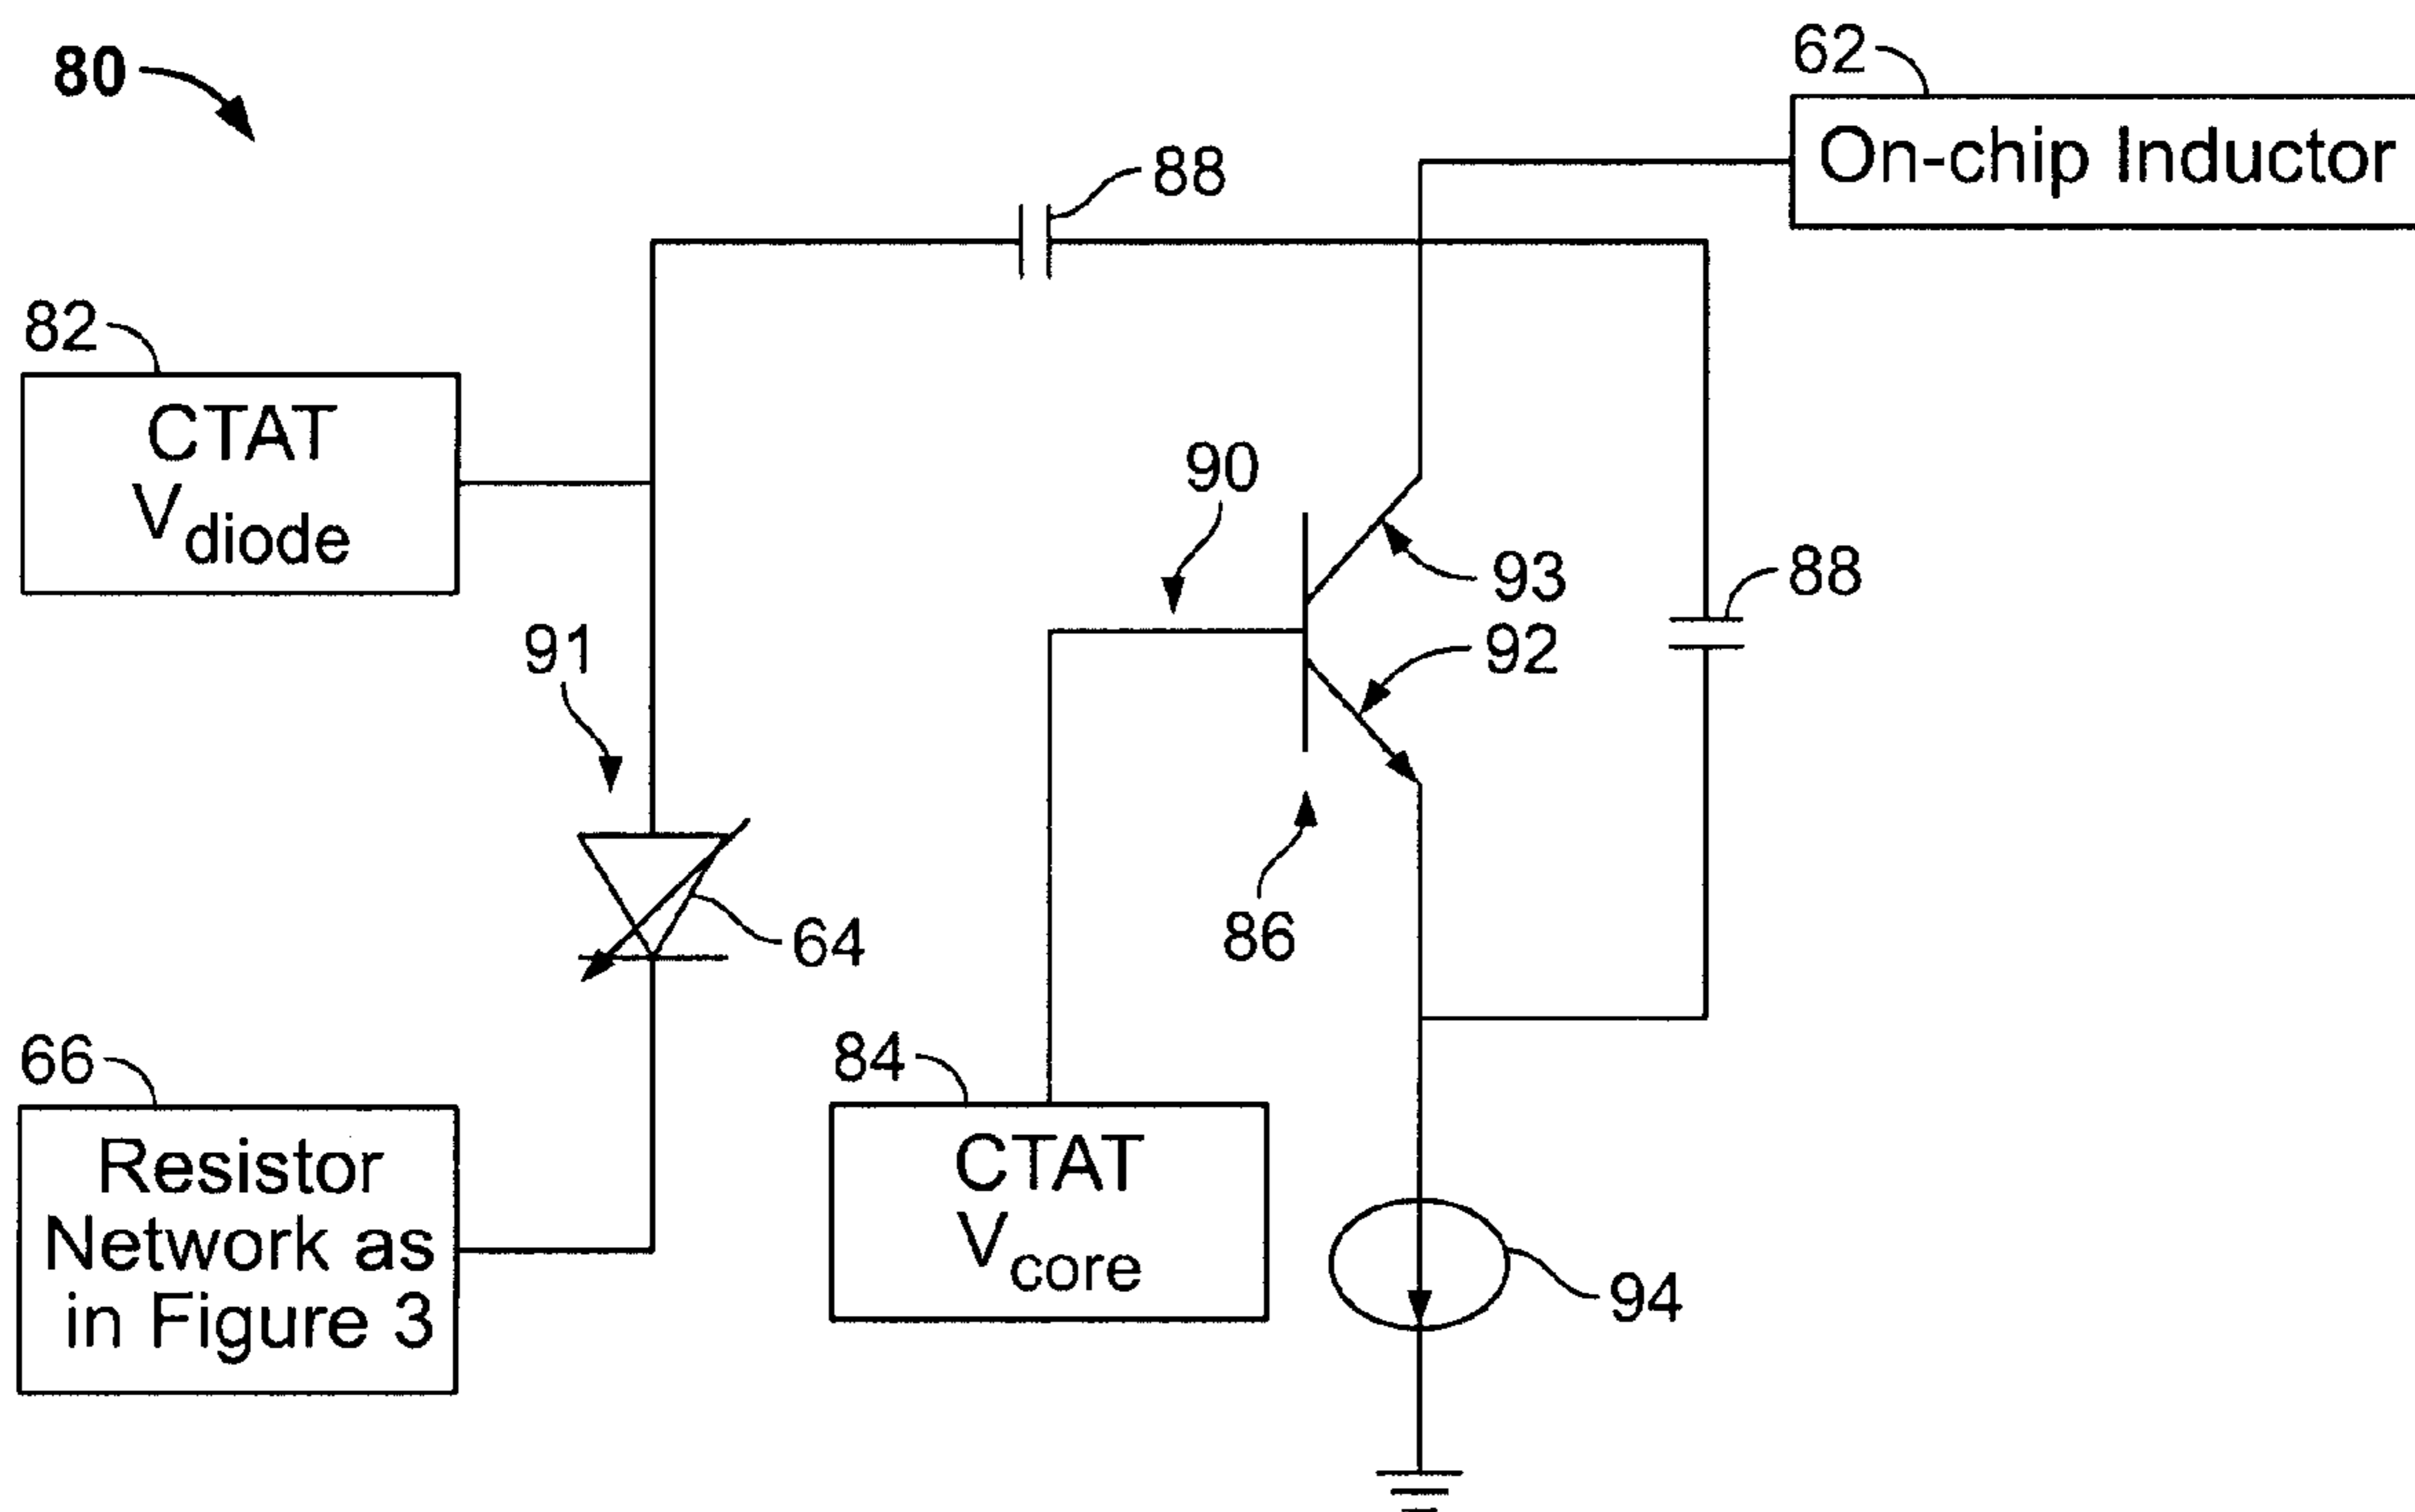 80
62
On-chip Inductor
88
82
CTAT
Vdiode
90
93
88
92
91
64
86
66
Resistor
Network as
in Figure 3
84
CTAT
Vcore
94